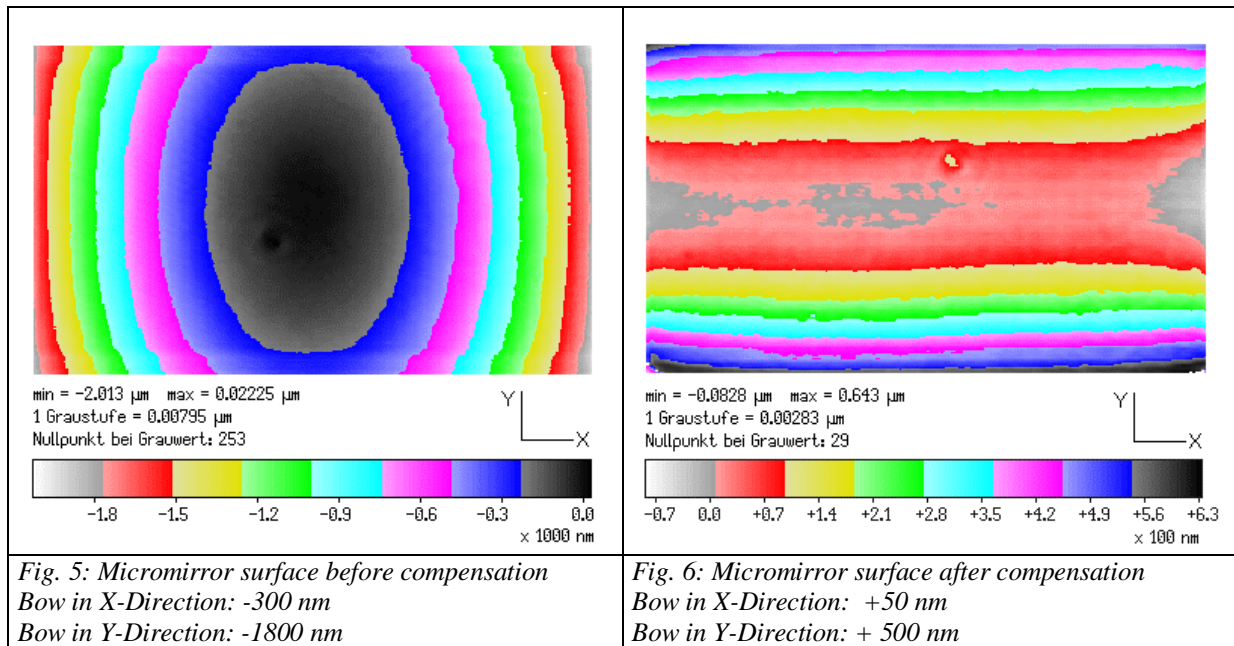 min = -2.013 µm max = 0.02225 µm
1 Graustufe = 0.00795 µm
Nullpunkt bei Grauwert: 253
Y
X
-1.8 -1.5 -1.2 -0.9 -0.6 -0.3 0.0
x 1000 nm
Fig. 5: Micromirror surface before compensation
Bow in X-Direction: -300 nm
Bow in Y-Direction: -1800 nm
min = -0.0828 µm max = 0.643 µm
1 Graustufe = 0.00283 µm
Nullpunkt bei Grauwert: 29
Y
X
-0.7 0.0 +0.7 +1.4 +2.1 +2.8 +3.5 +4.2 +4.9 +5.6 +6.3
x 100 nm
Fig. 6: Micromirror surface after compensation
Bow in X-Direction: +50 nm
Bow in Y-Direction: + 500 nm